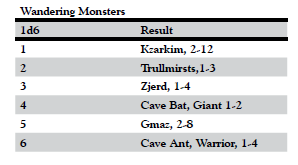 Wandering Monsters
1d6 Result
1 Kzarkim, 2-12
2 Trullmirsts,1-3
3 Zjerd, 1-4
4 Cave Bat, Giant 1-2
5 Gmaz, 2-8
6 Cave Ant, Warrior, 1-4